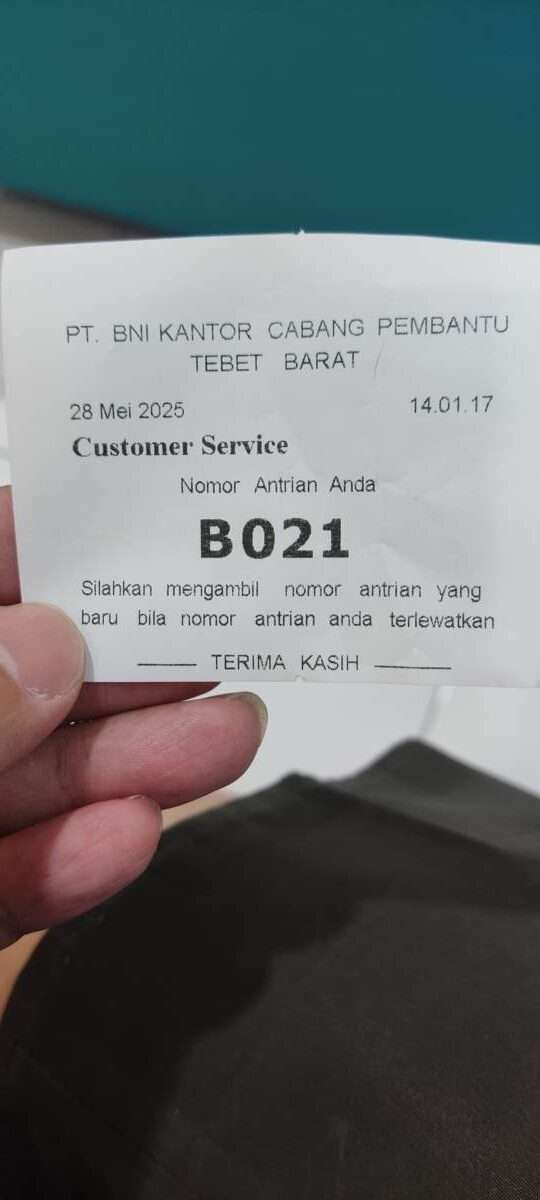 PT. BNI KANTOR CABANG PEMBANTU
TEBET BARAT
28 Mei 2025 14.01.17
Customer Service
Nomor Antrian Anda
B021
Silahkan mengambil nomor antrian yang
baru bila nomor antrian anda terlewatkan
TERIMA KASIH